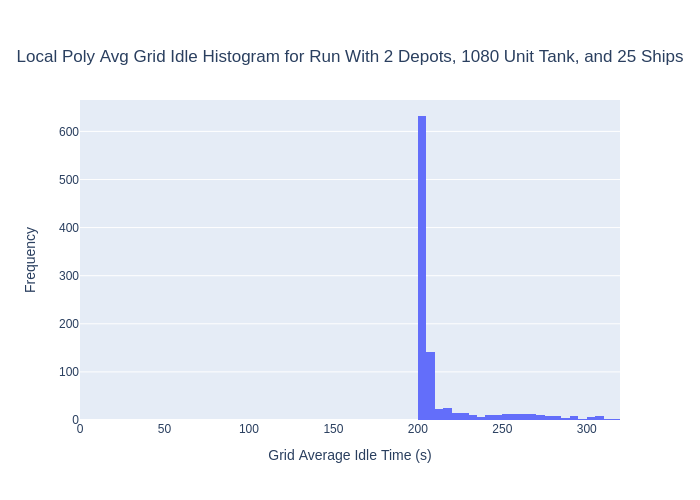 Local Poly Avg Grid Idle Histogram for Run With 2 Depots, 1080 Unit Tank, and 25 Ships
600
500
400
300
200
100
0
Frequency
0 50 100 150 200 250 300
Grid Average Idle Time (s)